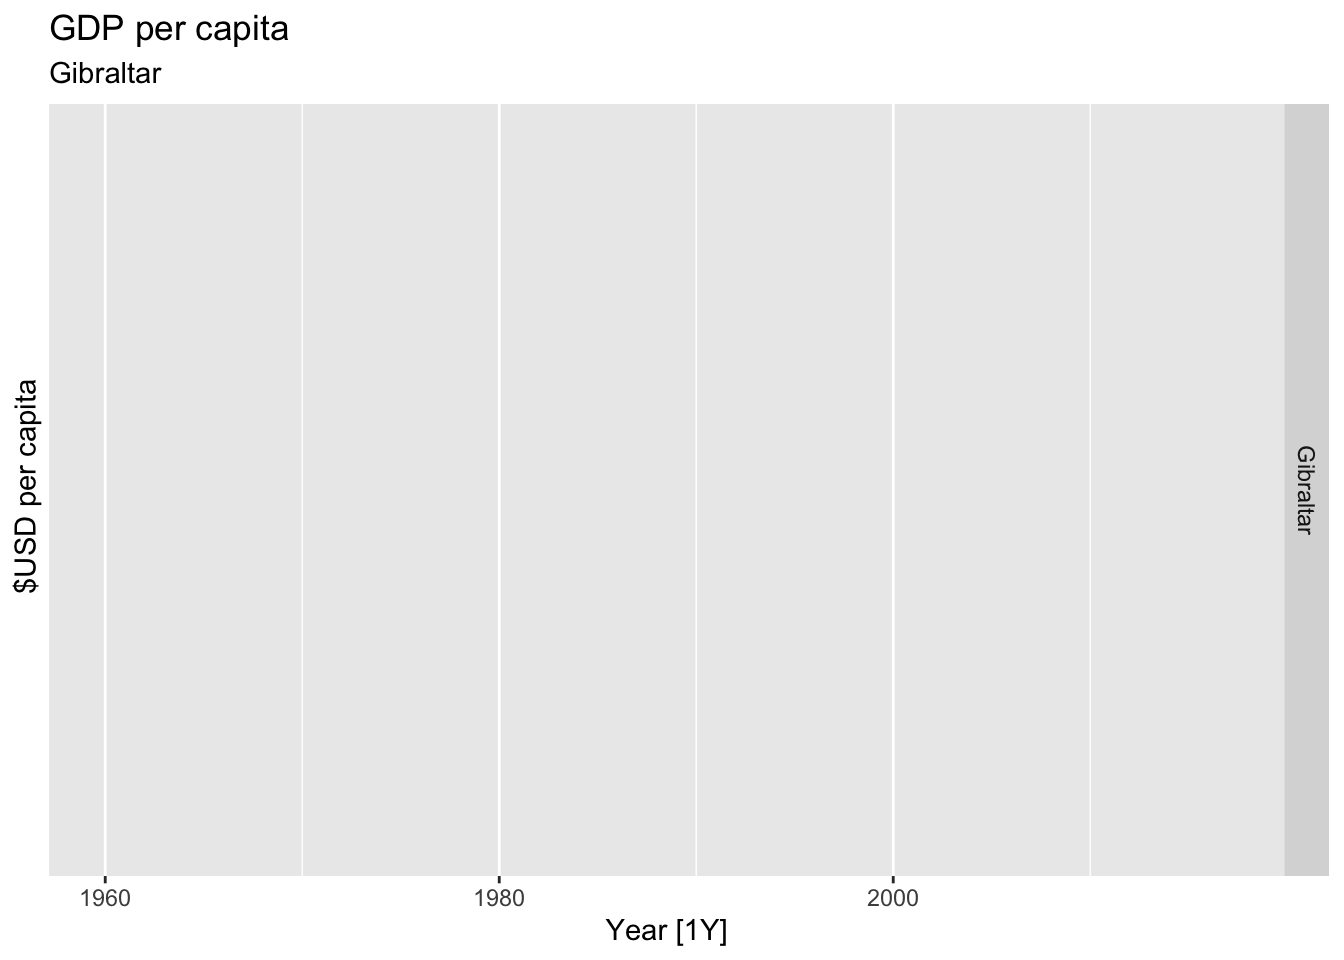 GDP per capita
Gibraltar
$USD per capita
Gibraltar
1960
1980
2000
Year [1Y]